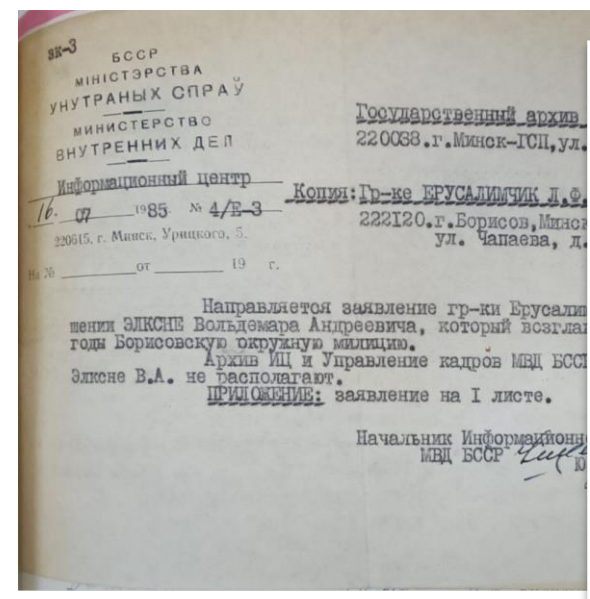 зк-3
БССР
МІНІСТЭРСТВА
УНУТРАНЫХ СПРАЎ
МИНИСТЕРСТВО
ВНУТРЕННИХ ДЕЛ
Информационный центр
16. 07 1985. № 4/Е-3
220615, г. Минск, Урицкого, 5.
На № от 19 г.
Государственный архив
220038.г.Минск-ГСП,ул.
Копия: Гр-ке ЕРУСАЛИМЧИК Л.Ф.
222120.г.Борисов,Минск
ул. Чапаева, д.
Направляется заявление гр-ки Ерусалим
шении ЭЛКСНЕ Вольдемара Андреевича, который возглав
годы Борисовскую окружную милицию.
Архив ИЦ и Управление кадров МВД БССР
Элксне В.А. не располагают.
ПРИЛОЖЕНИЕ: заявление на I листе.
Начальник Информационно
МВД БССР